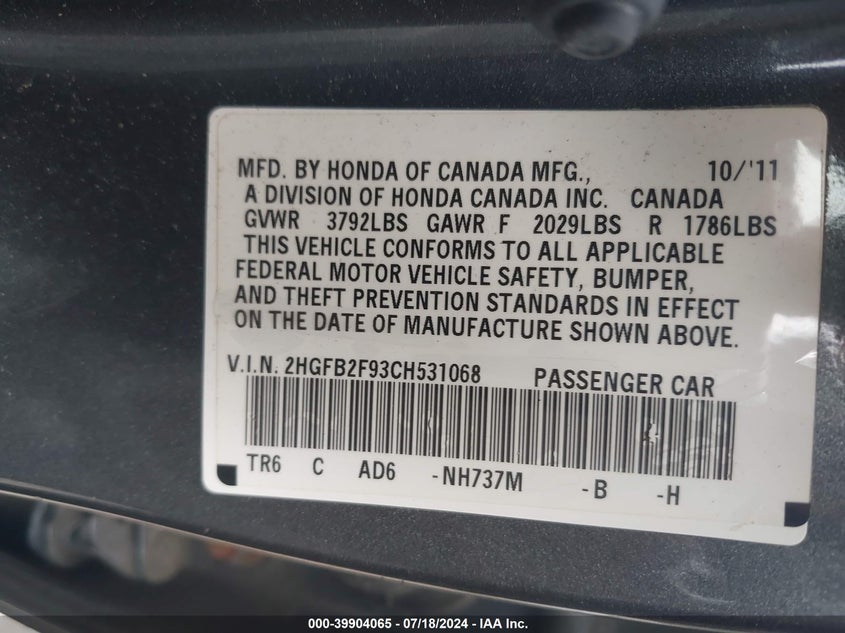 MFD. BY HONDA OF CANADA MFG., 10/'11
A DIVISION OF HONDA CANADA INC. CANADA
GVWR 3792LBS GAWR F 2029LBS R 1786LBS
THIS VEHICLE CONFORMS TO ALL APPLICABLE
FEDERAL MOTOR VEHICLE SAFETY, BUMPER,
AND THEFT PREVENTION STANDARDS IN EFFECT
ON THE DATE OF MANUFACTURE SHOWN ABOVE.
V.I.N. 2HGFB2F93CH531068 PASSENGER CAR
TR6 C AD6 -NH737M -B -H
000-39904065 / 07/18/2024 - IAA Inc.